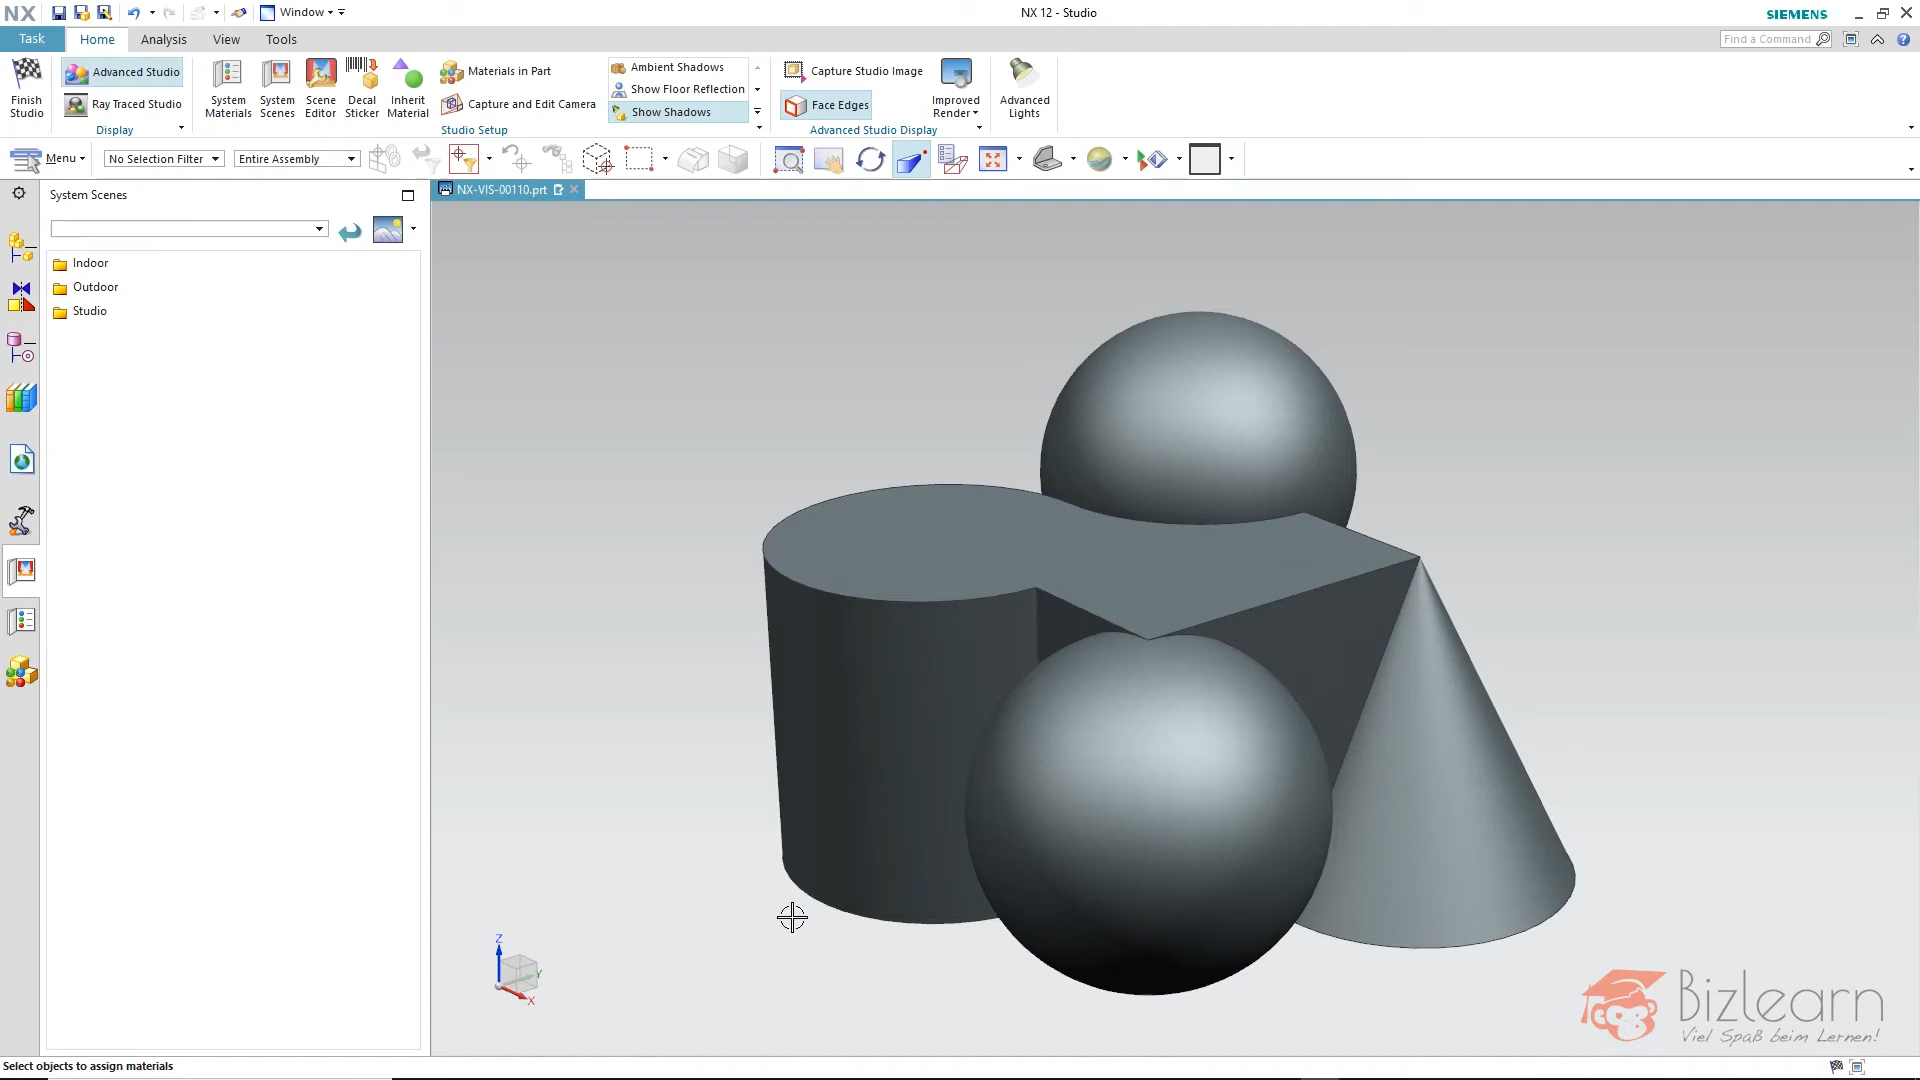 NX
Window
NX 12 - Studio
SIEMENS
Task
Home
Analysis
View
Tools
Find a Command
Finish
Studio
Advanced Studio
Ray Traced Studio
Display
System
Materials
System
Scenes
Scene
Editor
Decal
Sticker
Inherit
Material
Materials in Part
Capture and Edit Camera
Studio Setup
Ambient Shadows
Show Floor Reflection
Show Shadows
Capture Studio Image
Face Edges
Improved
Render
Advanced Studio Display
Advanced
Lights
Menu
No Selection Filter
Entire Assembly
System Scenes
NX-VIS-00110.prt
Indoor
Outdoor
Studio
Z
Y
X
Bizlearn
Viel Spaß beim Lernen!
Select objects to assign materials